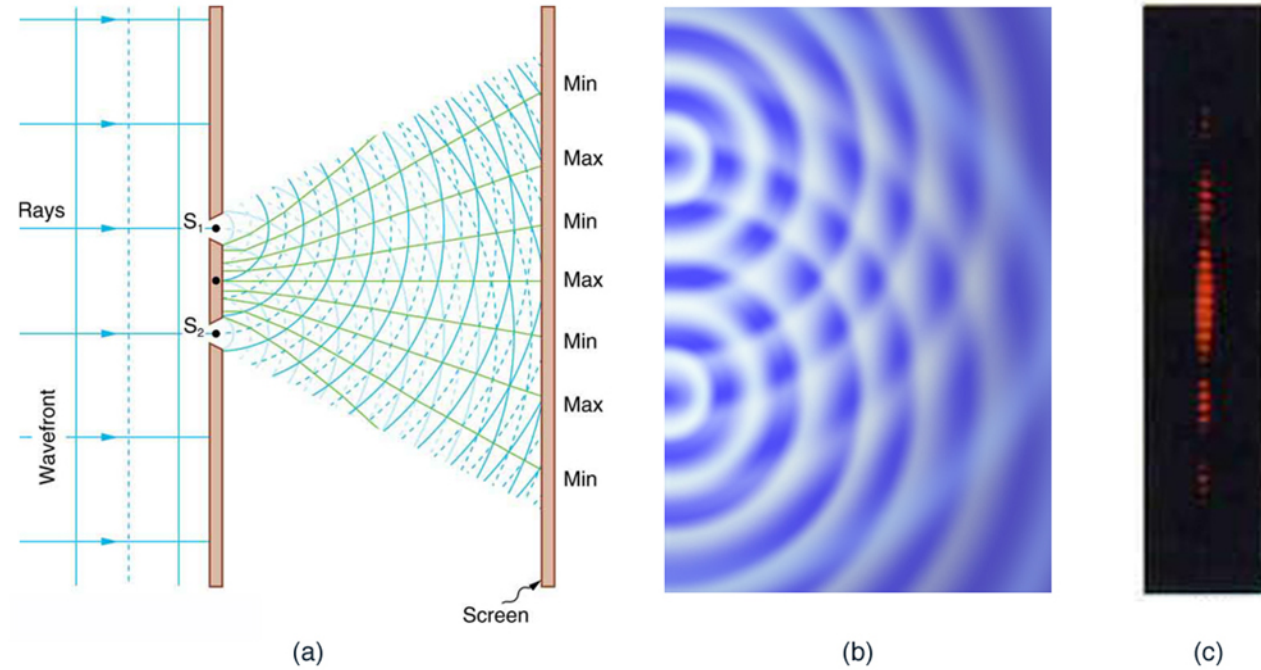 Min
Max
Rays
S1
Min
Max
S2
Min
Wavefront
Max
Min
Screen
(a)
(b)
(c)